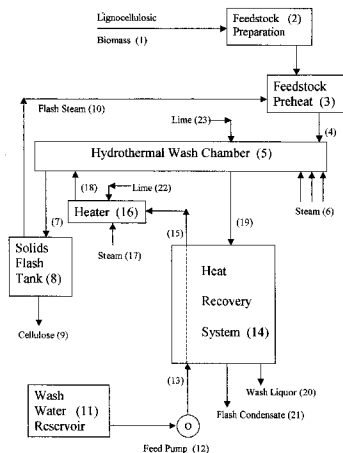 Lignocellulosic
Biomass (1)
Feedstock (2)
Preparation
Feedstock
Preheat (3)
Flash Steam (10)
(4)
Lime (23)
Hydrothermal Wash Chamber (5)
(18)
Lime (22)
Steam (6)
(7)
Heater (16)
(15)
(19)
Solids
Flash
Tank (8)
Steam (17)
Heat
Recovery
System (14)
Cellulose (9)
(13)
Wash Liquor (20)
Flash Condensate (21)
Wash
Water (11)
Reservoir
O
Feed Pump (12)